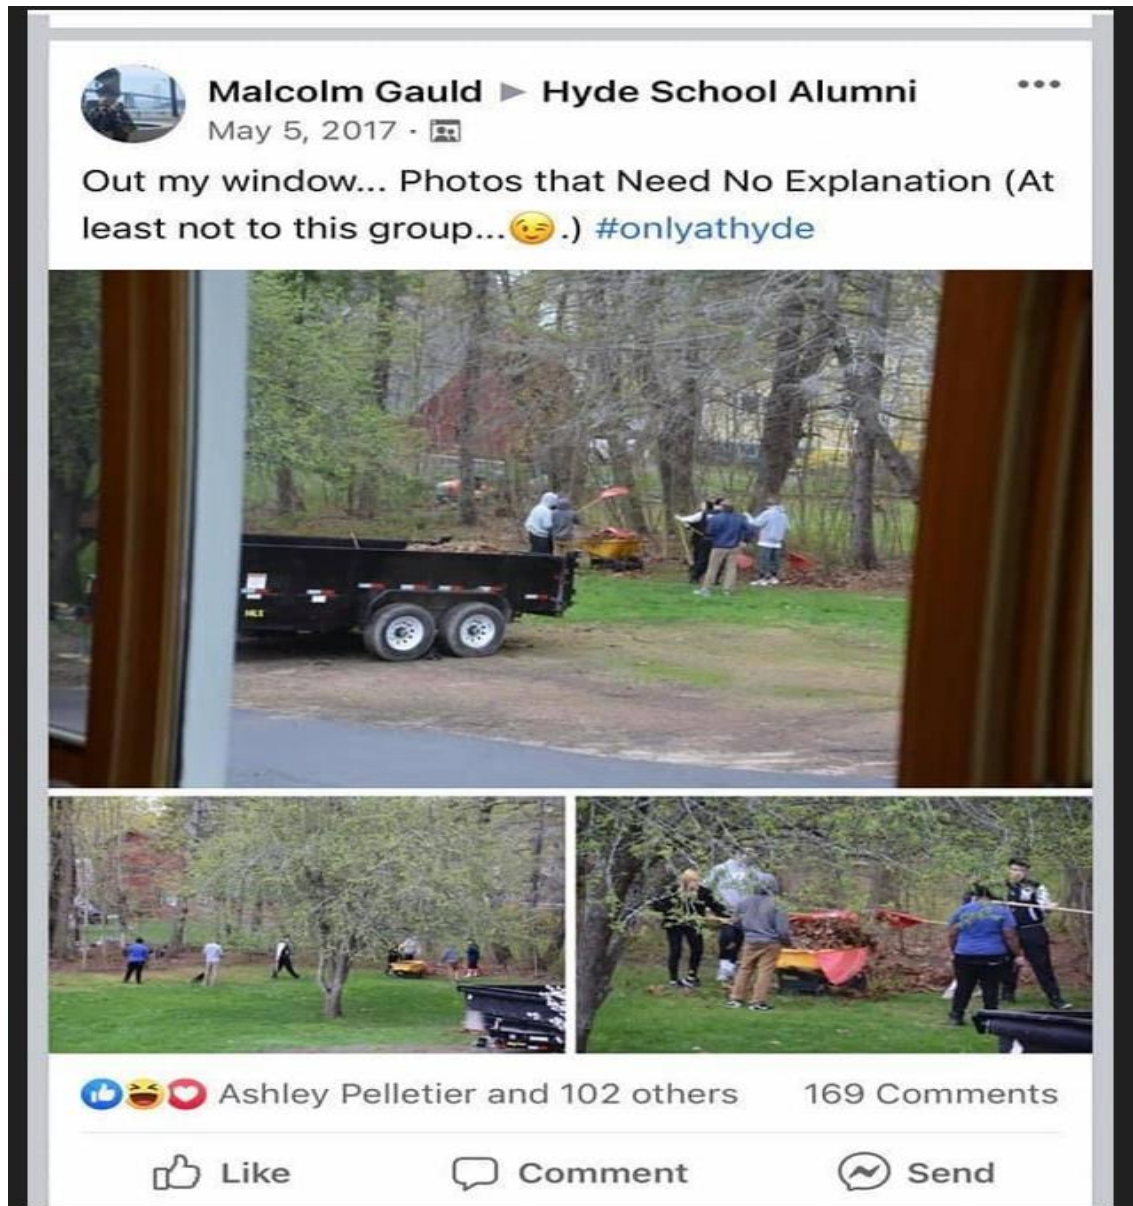 Malcolm Gauld ▶ Hyde School Alumni
May 5, 2017 ·
Out my window... Photos that Need No Explanation (At
least not to this group...😉.) #onlyathyde
Ashley Pelletier and 102 others 169 Comments
Like Comment Send